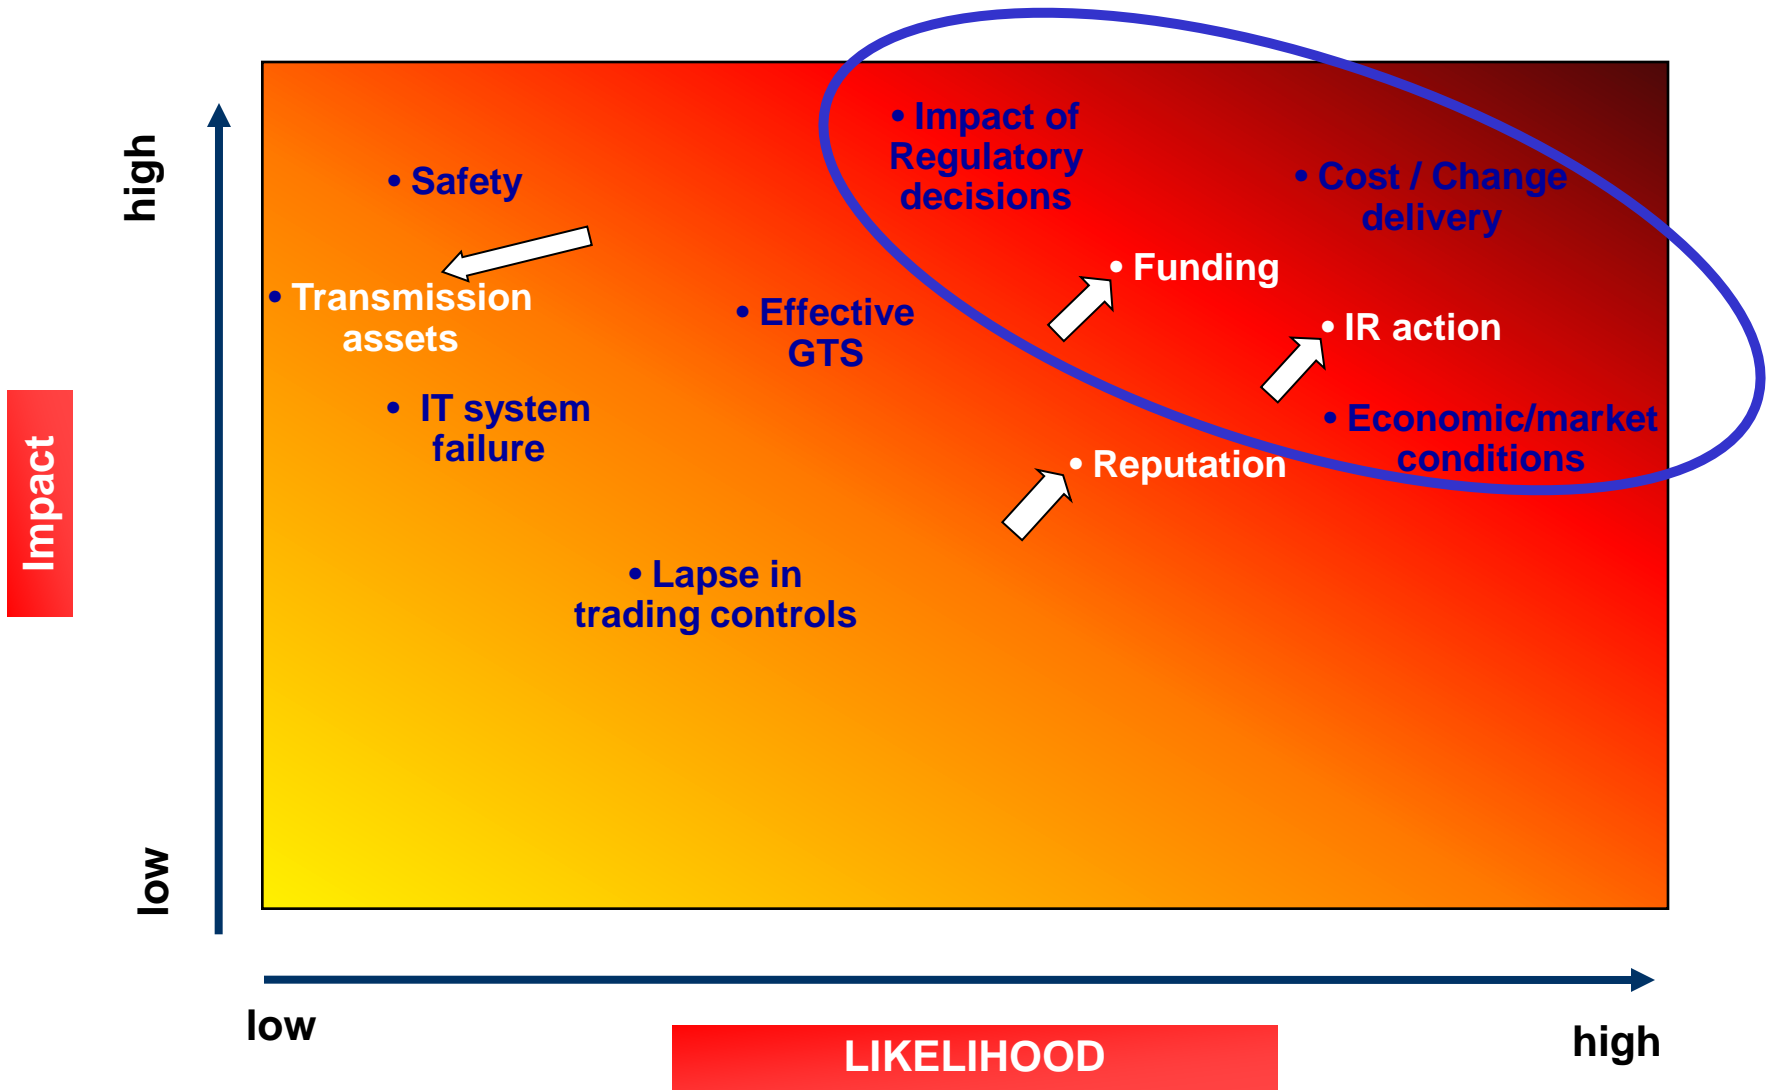 high
• Impact of
Regulatory
decisions
• Safety
• Cost / Change
delivery
• Funding
• Transmission
assets
• Effective
GTS
• IR action
• IT system
failure
• Economic/market
conditions
• Reputation
Impact
• Lapse in
trading controls
low
low
high
LIKELIHOOD